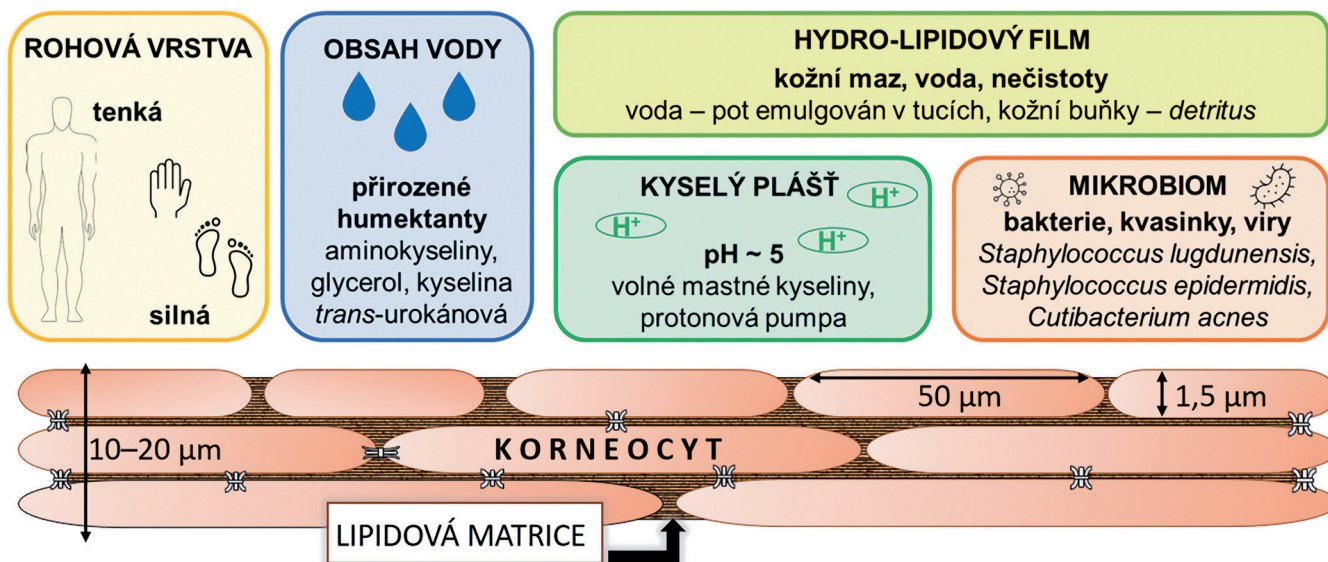 ROHOVÁ VRSTVA
tenká
silná
OBSAH VODY
přirozené
humektanty
aminokyseliny,
glycerol, kyselina
trans-urokánová
HYDRO-LIPIDOVÝ FILM
kožní maz, voda, nečistoty
voda – pot emulgován v tucích, kožní buňky – detritus
KYSELÝ PLÁŠŤ
H+
H+
H+
pH ~ 5
volné mastné kyseliny,
protonová pumpa
MIKROBIOM
bakterie, kvasinky, viry
Staphylococcus lugdunensis,
Staphylococcus epidermidis,
Cutibacterium acnes
50 µm
1,5 µm
10–20 µm
KORNEOCYT
LIPIDOVÁ MATRICE